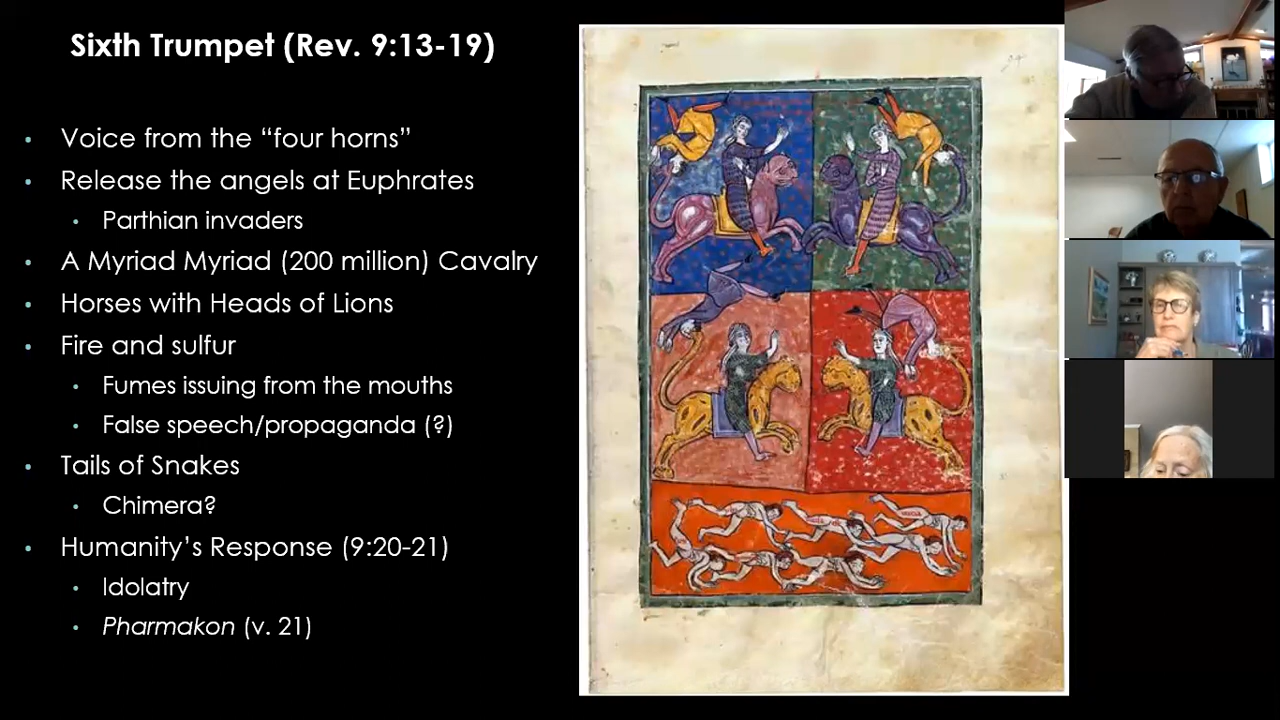 Sixth Trumpet (Rev. 9:13-19)
• Voice from the “four horns”
• Release the angels at Euphrates
• Parthian invaders
• A Myriad Myriad (200 million) Cavalry
• Horses with Heads of Lions
• Fire and sulfur
• Fumes issuing from the mouths
• False speech/propaganda (?)
• Tails of Snakes
• Chimera?
• Humanity’s Response (9:20-21)
• Idolatry
• Pharmakon (v. 21)